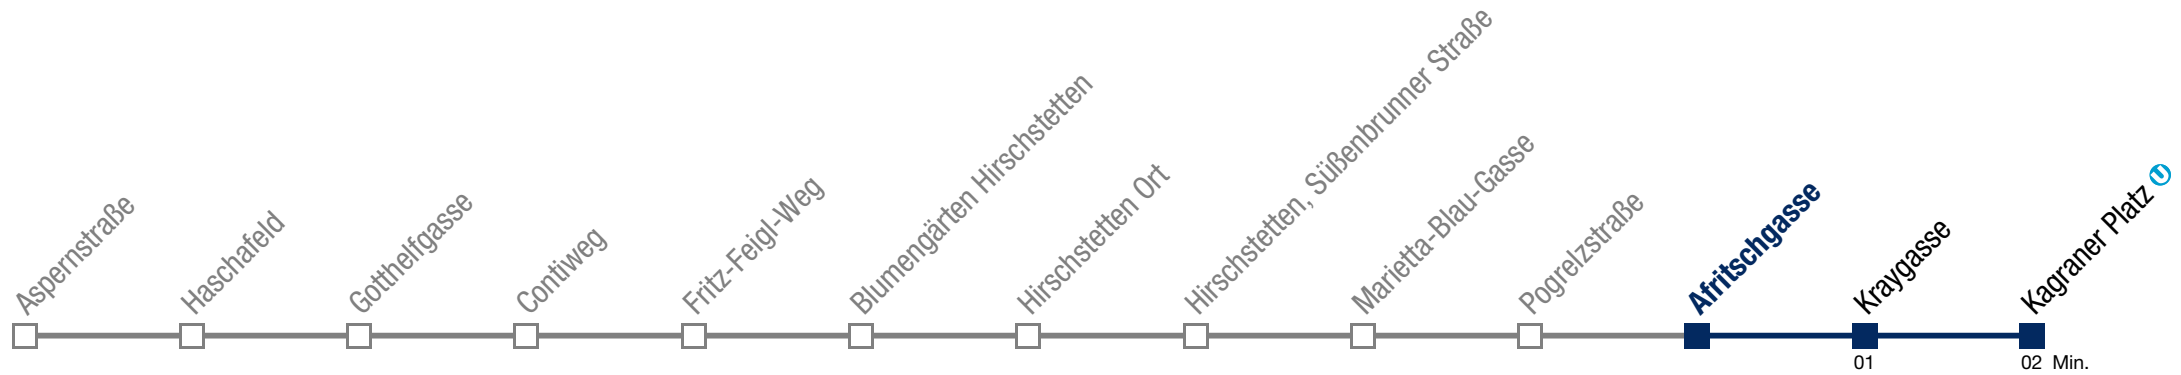 Aspernstraße
Haschafeld
Gotthelfgasse
Contiweg
Fritz-Feigl-Weg
Blumengärten Hirschstetten
Hirschstetten Ort
Hirschstetten, Süßenbrunner Straße
Marietta-Blau-Gasse
Pogrelzstraße
Afritschgasse
Kraygasse
Kagraner Platz U
01
02 Min.